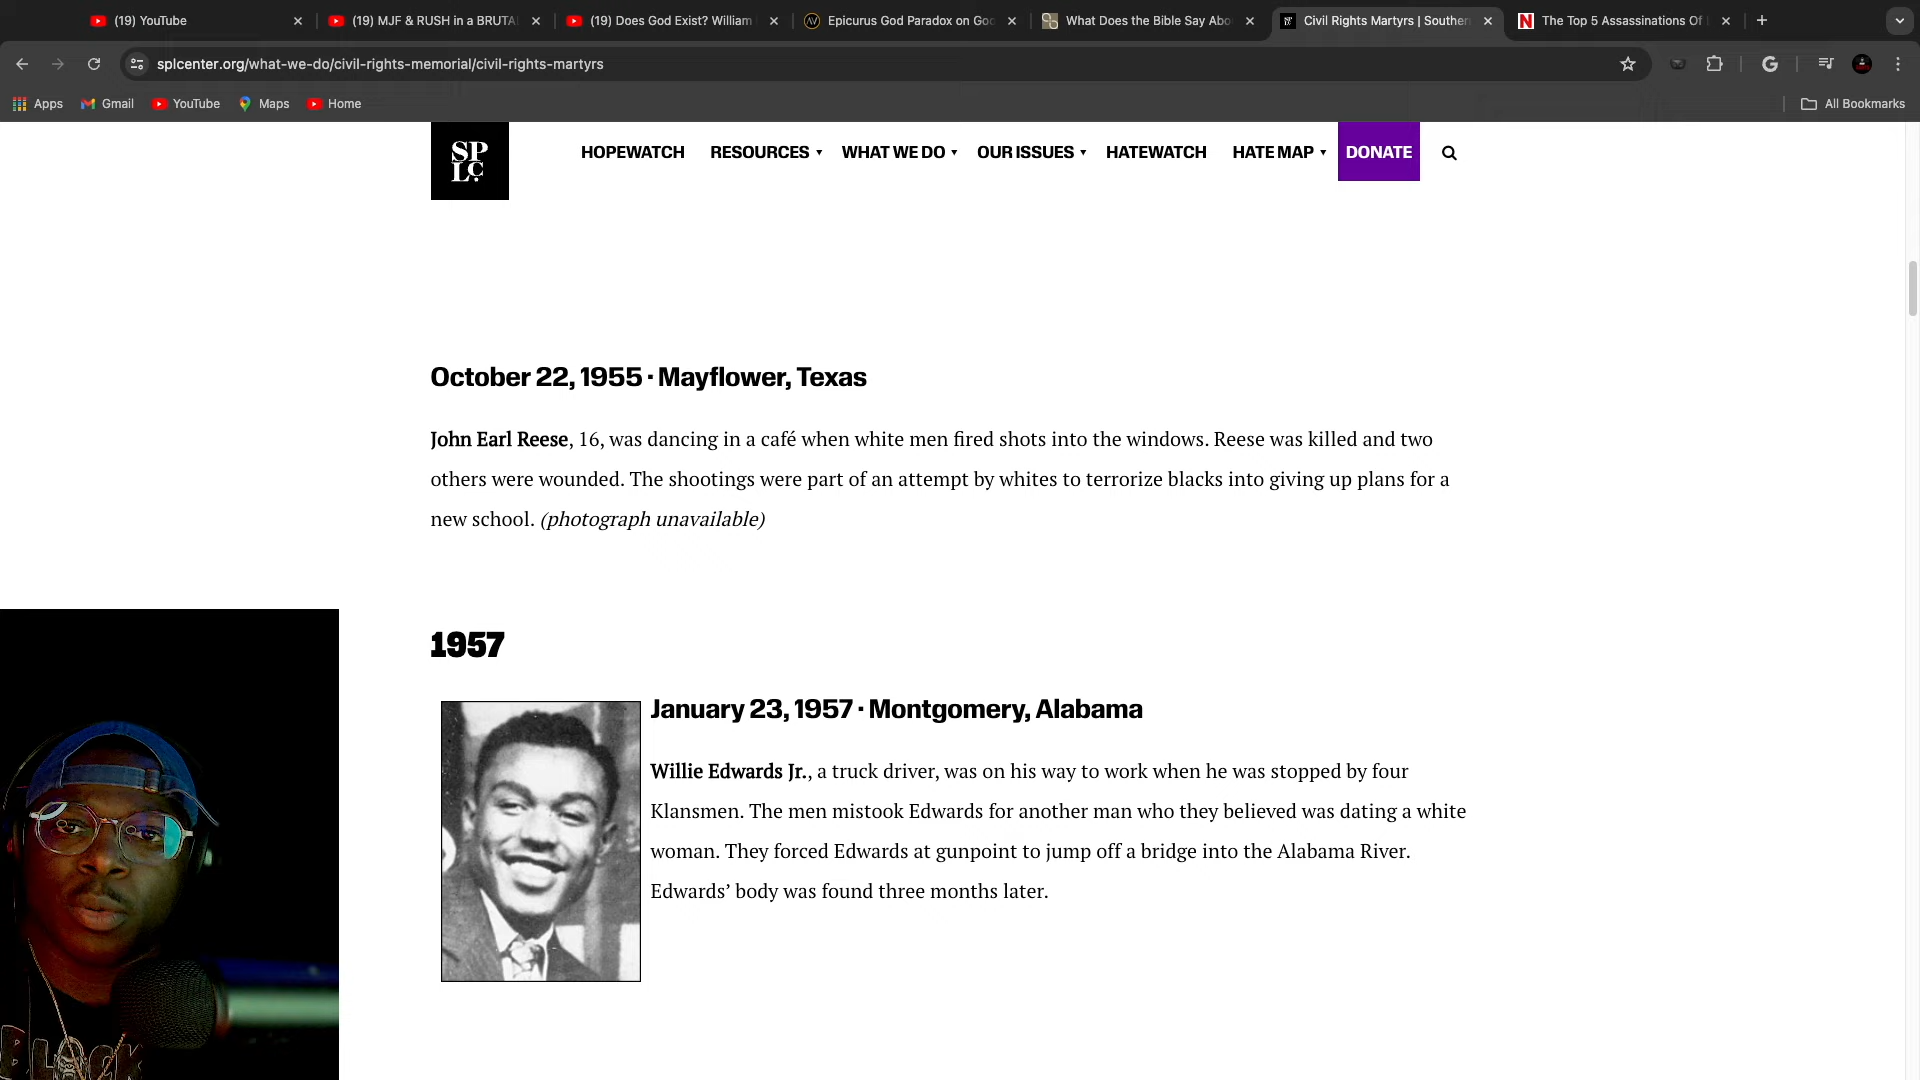 (19) YouTube
(19) MJF & RUSH in a BRUTA
(19) Does God Exist? William
Epicurus God Paradox on Go
What Does the Bible Say Abo
Civil Rights Martyrs | Southern
The Top 5 Assassinations Of
splcenter.org/what-we-do/civil-rights-memorial/civil-rights-martyrs
Apps
Gmail
YouTube
Maps
Home
All Bookmarks
SP
LC
HOPEWATCH
RESOURCES
WHAT WE DO
OUR ISSUES
HATEWATCH
HATE MAP
DONATE
October 22, 1955 · Mayflower, Texas
John Earl Reese, 16, was dancing in a café when white men fired shots into the windows. Reese was killed and two
others were wounded. The shootings were part of an attempt by whites to terrorize blacks into giving up plans for a
new school. (photograph unavailable)
1957
January 23, 1957 · Montgomery, Alabama
Willie Edwards Jr., a truck driver, was on his way to work when he was stopped by four
Klansmen. The men mistook Edwards for another man who they believed was dating a white
woman. They forced Edwards at gunpoint to jump off a bridge into the Alabama River.
Edwards’ body was found three months later.
BLACK